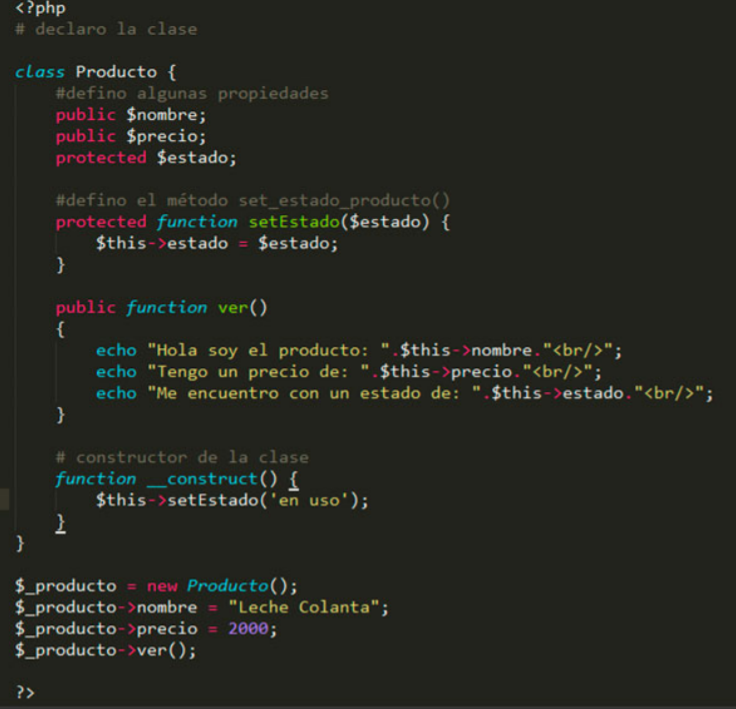 <?php
# declaro la clase

class Producto {
    #defino algunas propiedades
    public $nombre;
    public $precio;
    protected $estado;

    #defino el método set_estado_producto()
    protected function setEstado($estado) {
        $this->estado = $estado;
    }

    public function ver()
    {
        echo "Hola soy el producto: ".$this->nombre."<br/>";
        echo "Tengo un precio de: ".$this->precio."<br/>";
        echo "Me encuentro con un estado de: ".$this->estado."<br/>";
    }

    # constructor de la clase
    function __construct() {
        $this->setEstado('en uso');
    }
}

$_producto = new Producto();
$_producto->nombre = "Leche Colanta";
$_producto->precio = 2000;
$_producto->ver();

?>